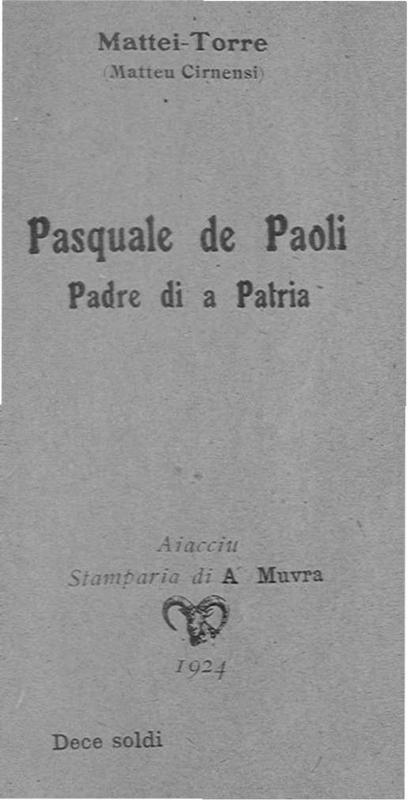 Mattei-Torre
(Matteu Cirnensi)
Pasquale de Paoli
Padre di a Patria
Aiacciu
Stamparia di A Muvra
1924
Dece soldi